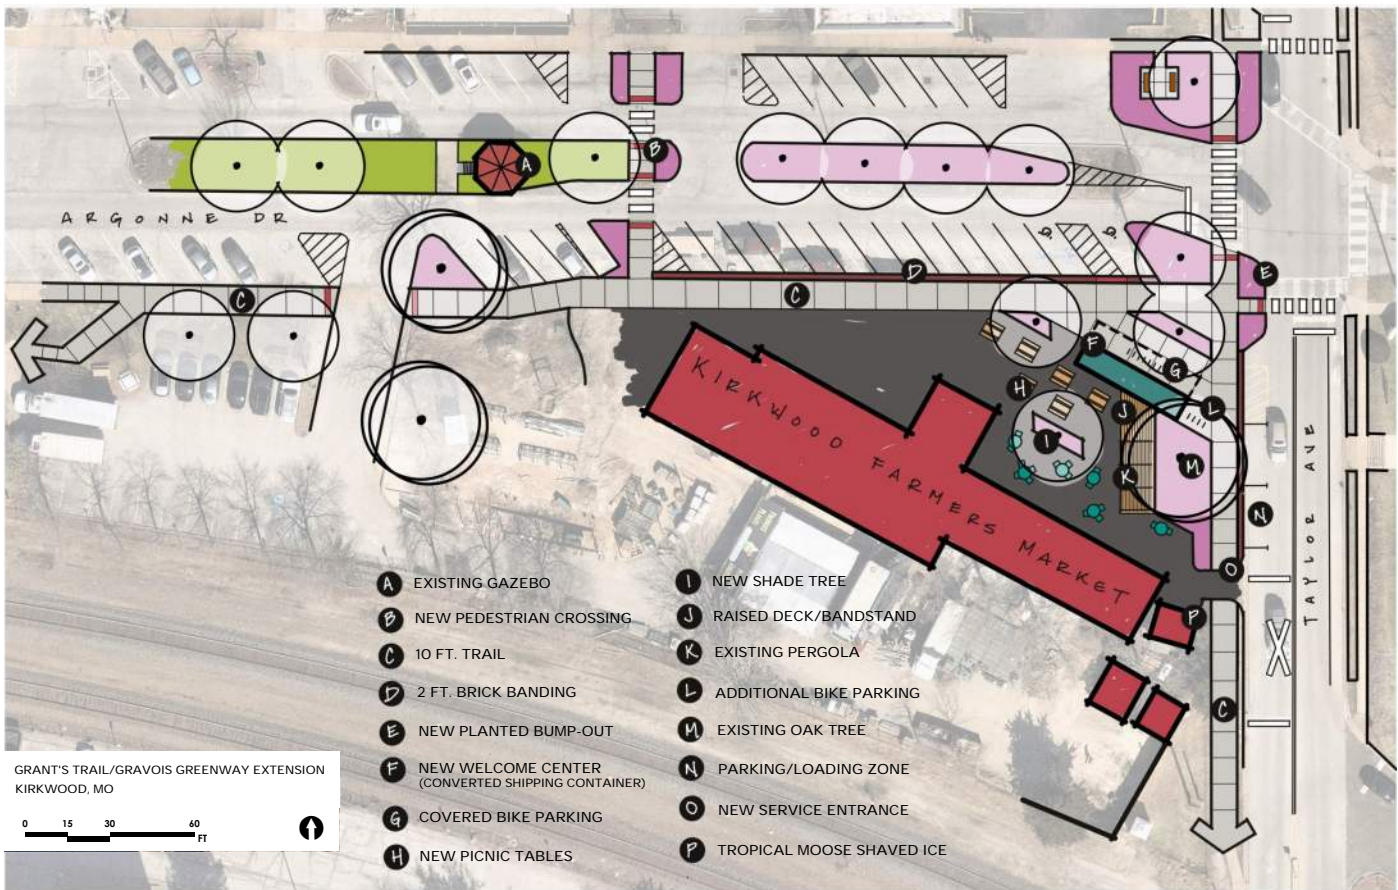 A
B
E
ARGONNE DR
D
C
C
F
G
H
J
L
I
M
K
N
O
P
C
KIRKWOOD FARMERS MARKET
TAYLOR AVE
A EXISTING GAZEBO
B NEW PEDESTRIAN CROSSING
C 10 FT. TRAIL
D 2 FT. BRICK BANDING
E NEW PLANTED BUMP-OUT
F NEW WELCOME CENTER
(CONVERTED SHIPPING CONTAINER)
G COVERED BIKE PARKING
H NEW PICNIC TABLES
I NEW SHADE TREE
J RAISED DECK/BANDSTAND
K EXISTING PERGOLA
L ADDITIONAL BIKE PARKING
M EXISTING OAK TREE
N PARKING/LOADING ZONE
O NEW SERVICE ENTRANCE
P TROPICAL MOOSE SHAVED ICE
GRANT'S TRAIL/GRAVOIS GREENWAY EXTENSION
KIRKWOOD, MO
0 15 30 60
FT